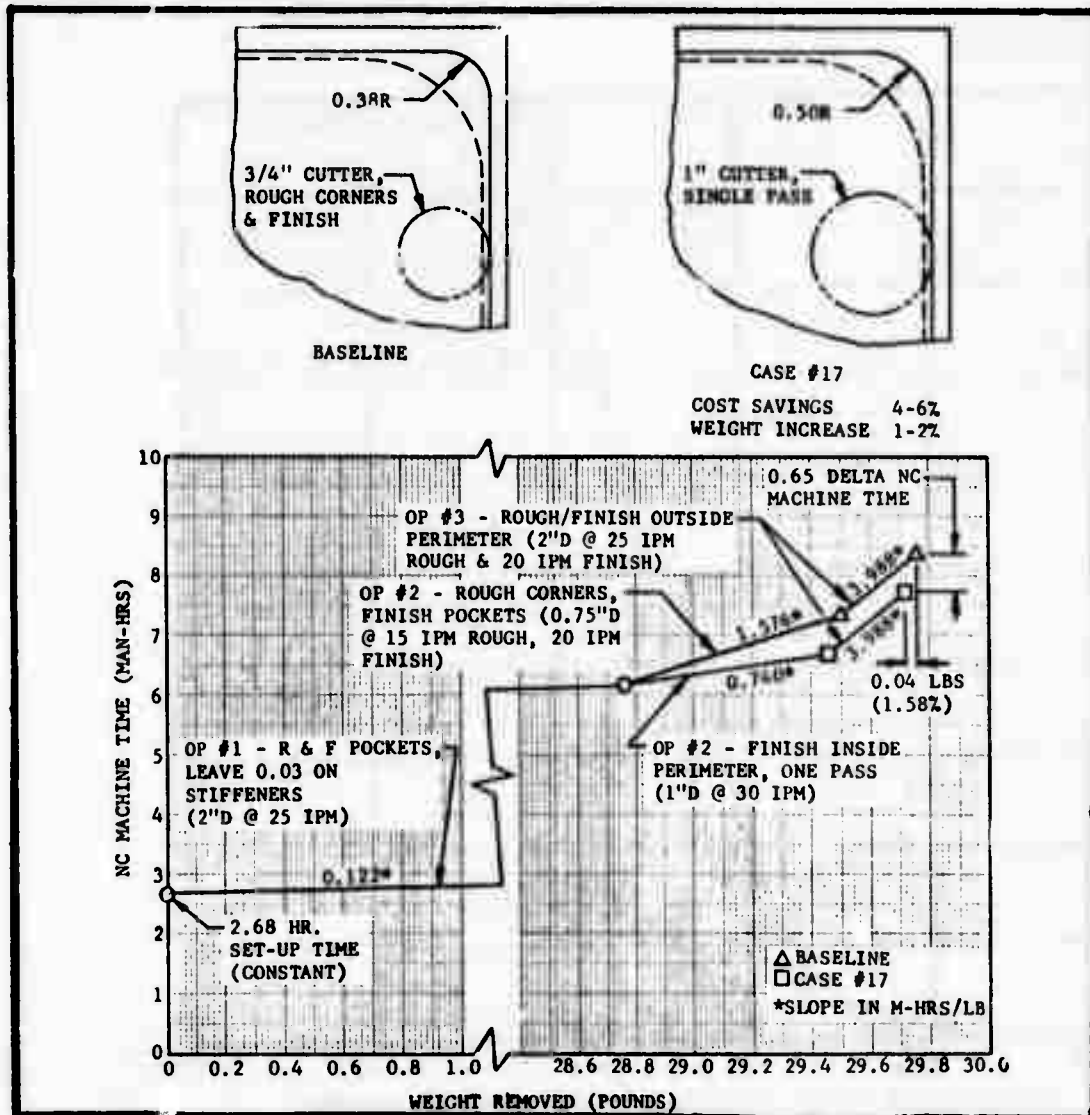 0.38R
3/4" CUTTER,
ROUGH CORNERS
& FINISH
BASELINE
0.50R
1" CUTTER,
SINGLE PASS
CASE #17
COST SAVINGS 4-6%
WEIGHT INCREASE 1-2%
NC MACHINE TIME (MAN-HRS)
10
9
8
7
6
5
4
3
2
1
0
0.65 DELTA NC
MACHINE TIME
OP #3 - ROUGH/FINISH OUTSIDE
PERIMETER (2"D @ 25 IPM
ROUGH & 20 IPM FINISH)
OP #2 - ROUGH CORNERS,
FINISH POCKETS (0.75"D
@ 15 IPM ROUGH, 20 IPM
FINISH)
3.988*
1.576*
3.988*
0.760*
0.04 LBS
(1.58%)
OP #1 - R & F POCKETS,
LEAVE 0.03 ON
STIFFENERS
(2"D @ 25 IPM)
OP #2 - FINISH INSIDE
PERIMETER, ONE PASS
(1"D @ 30 IPM)
0.122*
2.68 HR.
SET-UP TIME
(CONSTANT)
BASELINE
CASE #17
*SLOPE IN M-HRS/LB
0 0.2 0.4 0.6 0.8 1.0 28.6 28.8 29.0 29.2 29.4 29.6 29.8 30.0
WEIGHT REMOVED (POUNDS)